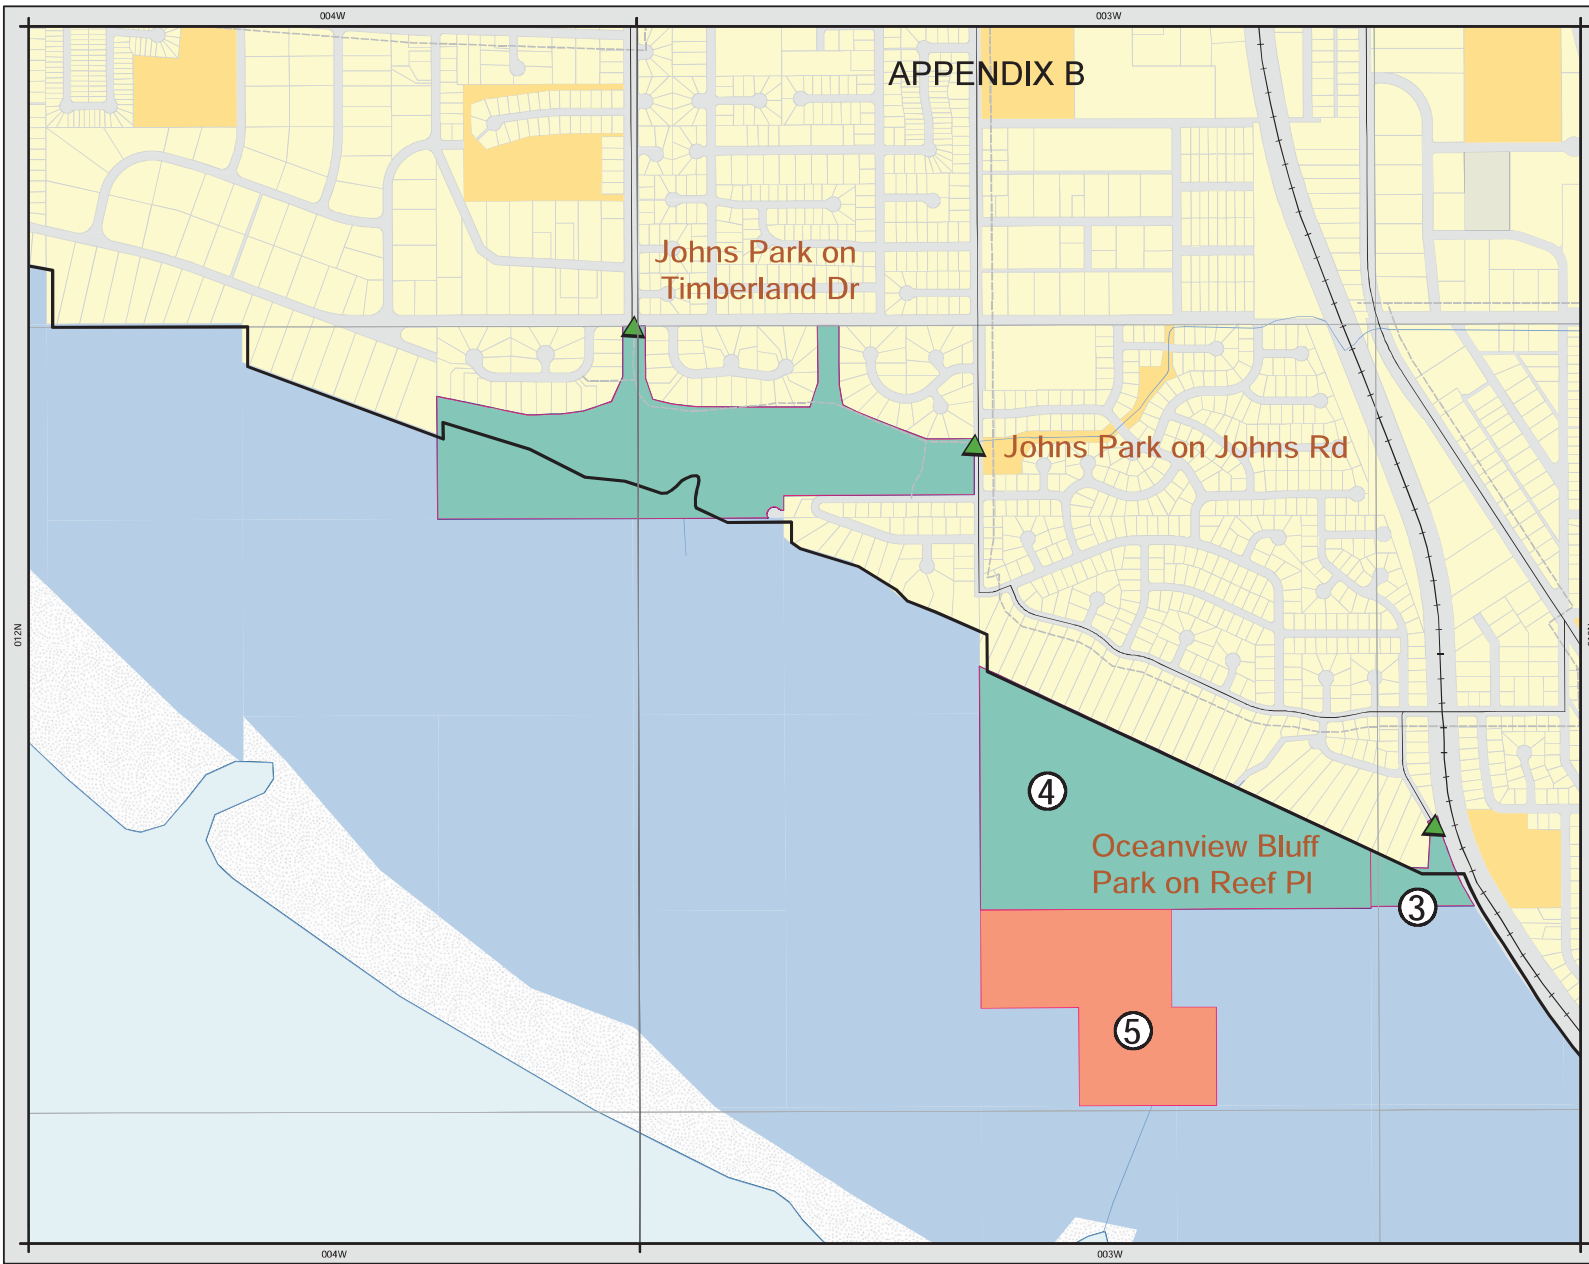 004W
003W
APPENDIX B
Johns Park on
Timberland Dr
Johns Park on Johns Rd
012N
4
Oceanview Bluff
Park on Reef Pl
3
5
004W
003W